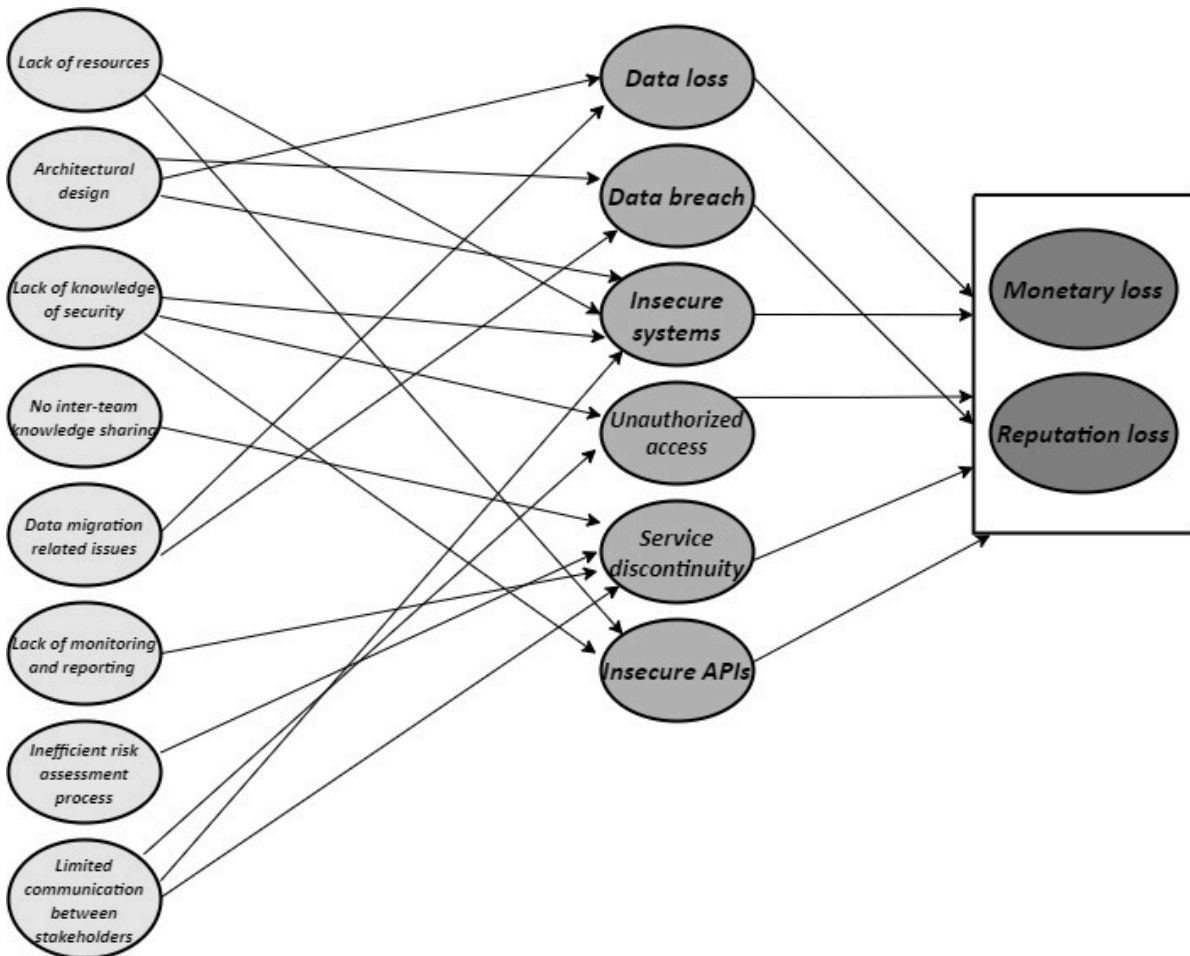 Lack of resources
Architectural
design
Lack of knowledge
of security
No inter-team
knowledge sharing
Data migration
related issues
Lack of monitoring
and reporting
Inefficient risk
assessment
process
Limited
communication
between
stakeholders
Data loss
Data breach
Insecure
systems
Unauthorized
access
Service
discontinuity
Insecure APIs
Monetary loss
Reputation loss